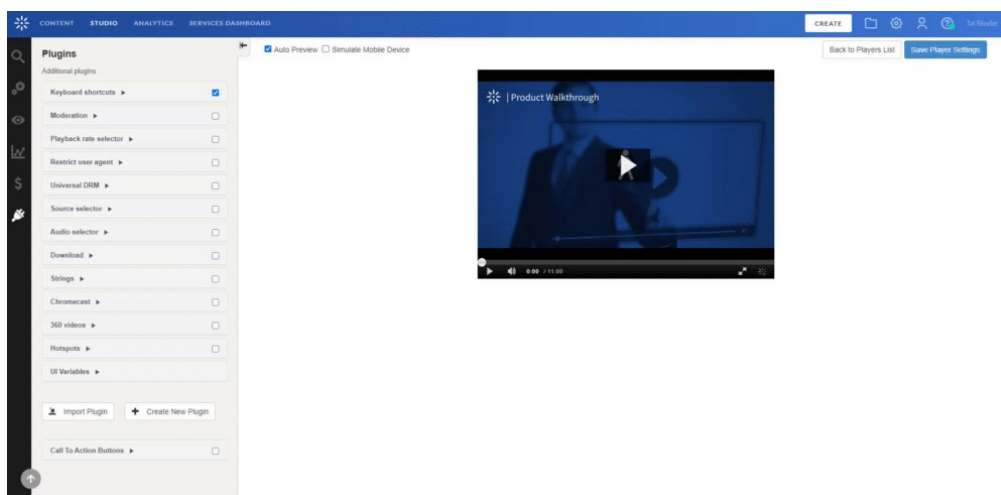 CONTENT STUDIO ANALYTICS SERVICES DASHBOARD CREATE
Plugins
Auto Preview Simulate Mobile Device Back to Players List Save Player Settings
Additional plugins
Keyboard shortcuts
Moderation
Playback rate selector
Restrict user agent
Universal DRM
Source selector
Audio selector
Download
Strings
Chromecast
360 videos
Hotspots
UI Variables
Import Plugin Create New Plugin
Call To Action Buttons
| Product Walkthrough
0:00 / 11:00